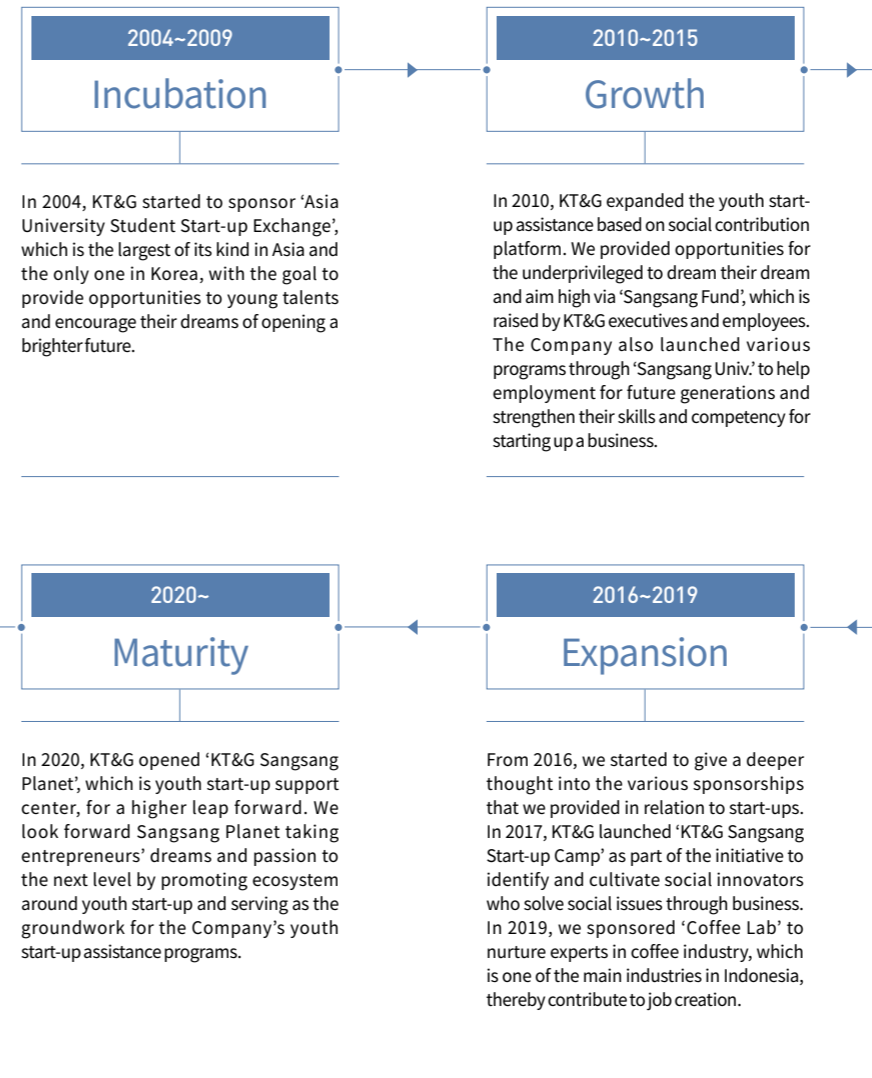 2004~2009
Incubation
In 2004, KT&G started to sponsor ‘Asia
University Student Start-up Exchange’,
which is the largest of its kind in Asia and
the only one in Korea, with the goal to
provide opportunities to young talents
and encourage their dreams of opening a
brighter future.
2010~2015
Growth
In 2010, KT&G expanded the youth start-
up assistance based on social contribution
platform. We provided opportunities for
the underprivileged to dream their dream
and aim high via ‘Sangsang Fund’, which is
raised by KT&G executives and employees.
The Company also launched various
programs through ‘Sangsang Univ.’ to help
employment for future generations and
strengthen their skills and competency for
starting up a business.
2016~2019
Expansion
From 2016, we started to give a deeper
thought into the various sponsorships
that we provided in relation to start-ups.
In 2017, KT&G launched ‘KT&G Sangsang
Start-up Camp’ as part of the initiative to
identify and cultivate social innovators
who solve social issues through business.
In 2019, we sponsored ‘Coffee Lab’ to
nurture experts in coffee industry, which
is one of the main industries in Indonesia,
thereby contribute to job creation.
2020~
Maturity
In 2020, KT&G opened ‘KT&G Sangsang
Planet’, which is youth start-up support
center, for a higher leap forward. We
look forward Sangsang Planet taking
entrepreneurs’ dreams and passion to
the next level by promoting ecosystem
around youth start-up and serving as the
groundwork for the Company’s youth
start-up assistance programs.